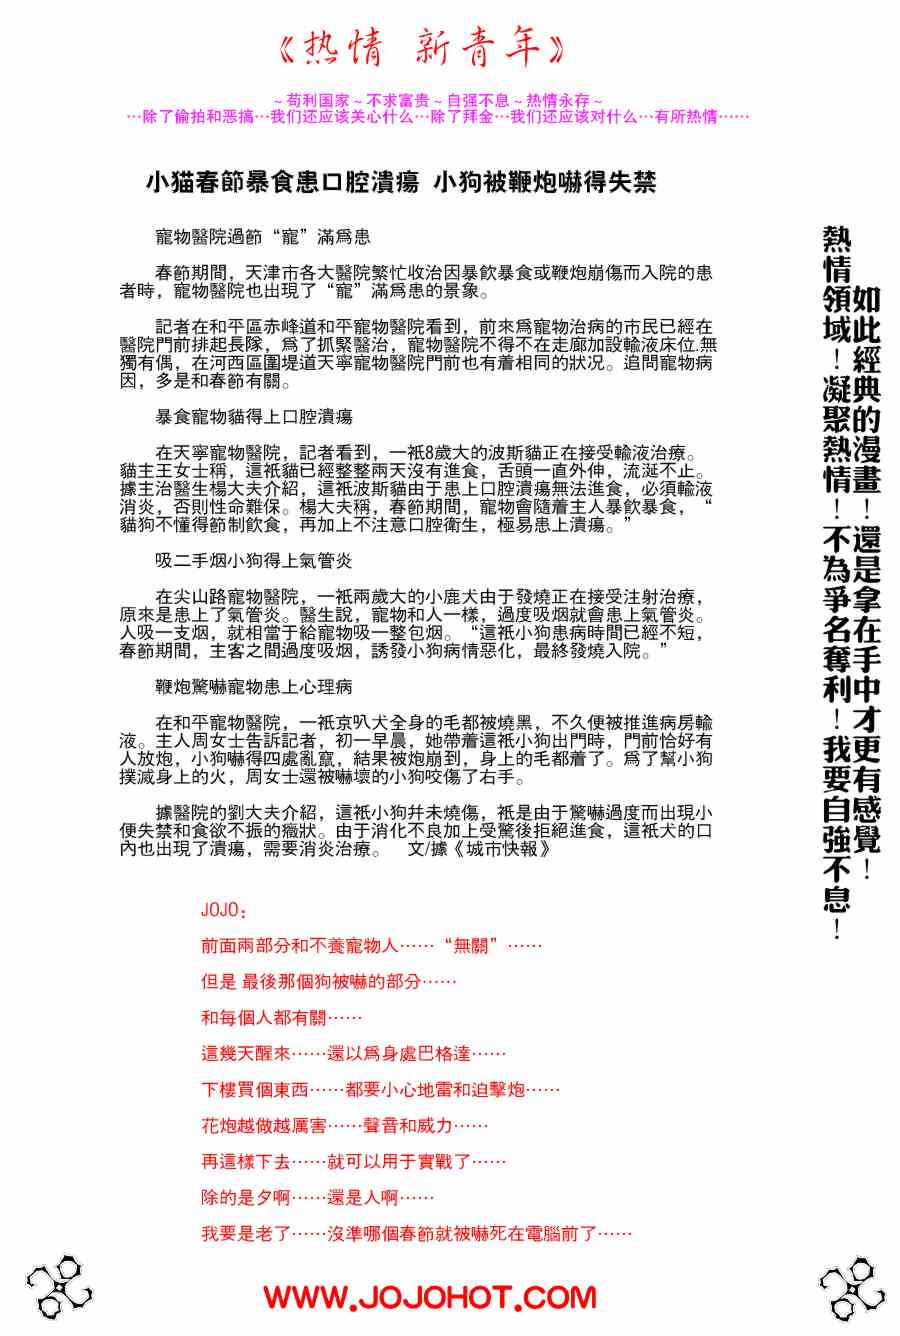 《热情 新青年》
～苟利国家～不求富贵～自强不息～热情永存～
…除了偷拍和恶搞…我们还应该关心什么…除了拜金…我们还应该对什么…有所热情……
小猫春節暴食患口腔潰瘍 小狗被鞭炮嚇得失禁
寵物醫院過節“寵”滿爲患
春節期間，天津市各大醫院繁忙收治因暴飲暴食或鞭炮崩傷而入院的患
者時，寵物醫院也出現了“寵”滿爲患的景象。
記者在和平區赤峰道和平寵物醫院看到，前來爲寵物治病的市民已經在
醫院門前排起長隊，爲了抓緊醫治，寵物醫院不得不在走廊加設輸液床位.無
獨有偶，在河西區圍堤道天寧寵物醫院門前也有着相同的狀况。追問寵物病
因，多是和春節有關。
暴食寵物貓得上口腔潰瘍
在天寧寵物醫院，記者看到，一衹8歲大的波斯貓正在接受輸液治療。
貓主王女士稱，這衹貓已經整整兩天沒有進食，舌頭一直外伸，流涎不止。
據主治醫生楊大夫介紹，這衹波斯貓由于患上口腔潰瘍無法進食，必須輸液
消炎，否則性命難保。楊大夫稱，春節期間，寵物會隨着主人暴飲暴食，“
貓狗不懂得節制飲食，再加上不注意口腔衛生，極易患上潰瘍。”
吸二手烟小狗得上氣管炎
在尖山路寵物醫院，一衹兩歲大的小鹿犬由于發燒正在接受注射治療，
原來是患上了氣管炎。醫生說，寵物和人一樣，過度吸烟就會患上氣管炎。
人吸一支烟，就相當于給寵物吸一整包烟。“這衹小狗患病時間已經不短，
春節期間，主客之間過度吸烟，誘發小狗病情惡化，最終發燒入院。”
鞭炮驚嚇寵物患上心理病
在和平寵物醫院，一衹京叭犬全身的毛都被燒黑，不久便被推進病房輸
液。主人周女士告訴記者，初一早晨，她帶着這衹小狗出門時，門前恰好有
人放炮，小狗嚇得四處亂竄，結果被炮崩到，身上的毛都着了。爲了幫小狗
撲滅身上的火，周女士還被嚇壞的小狗咬傷了右手。
據醫院的劉大夫介紹，這衹小狗并未燒傷，衹是由于驚嚇過度而出現小
便失禁和食欲不振的癥狀。由于消化不良加上受驚後拒絕進食，這衹犬的口
內也出現了潰瘍，需要消炎治療。 文/據《城市快報》
JOJO：
前面兩部分和不養寵物人……“無關”……
但是 最後那個狗被嚇的部分……
和每個人都有關……
這幾天醒來……還以爲身處巴格達……
下樓買個東西……都要小心地雷和迫擊炮……
花炮越做越厲害……聲音和威力……
再這樣下去……就可以用于實戰了……
除的是夕啊……還是人啊……
我要是老了……沒準哪個春節就被嚇死在電腦前了……
如此經典的漫畫！還是拿在手中才更有感覺！
熱情領域！凝聚熱情！不為爭名奪利！我要自強不息！
WWW.JOJOHOT.COM